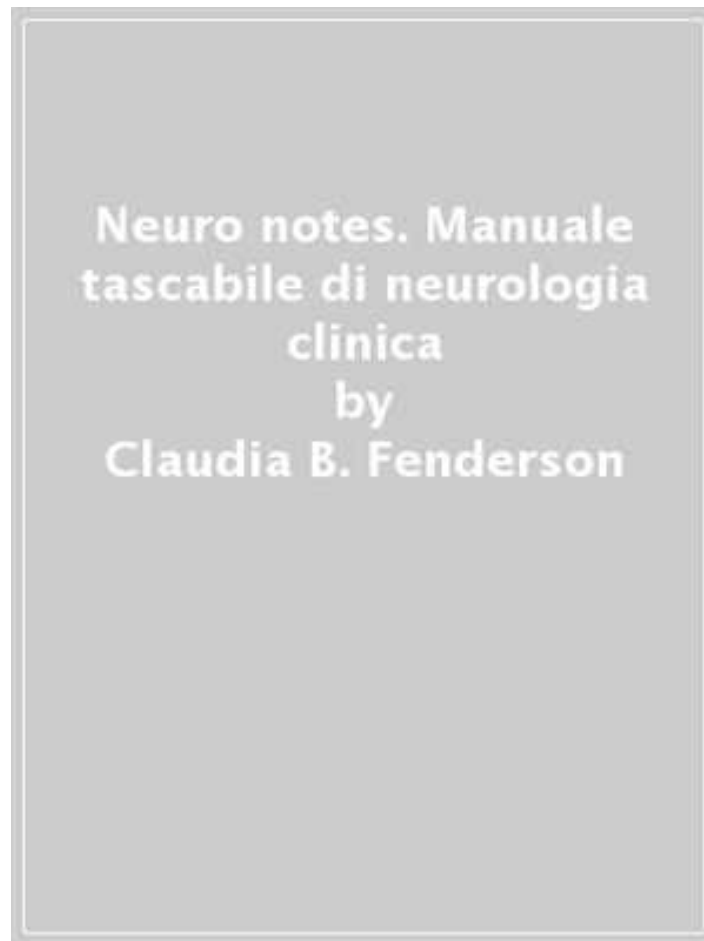 Neuro notes. Manuale
tascabile di neurologia
clinica
by
Claudia B. Fenderson